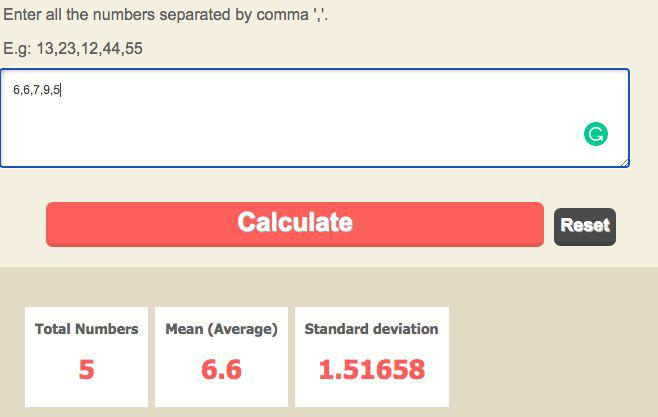 Enter all the numbers separated by comma ','.
E.g: 13,23,12,44,55
6,6,7,9,5
Calculate
Reset
Total Numbers
5
Mean (Average)
6.6
Standard deviation
1.51658